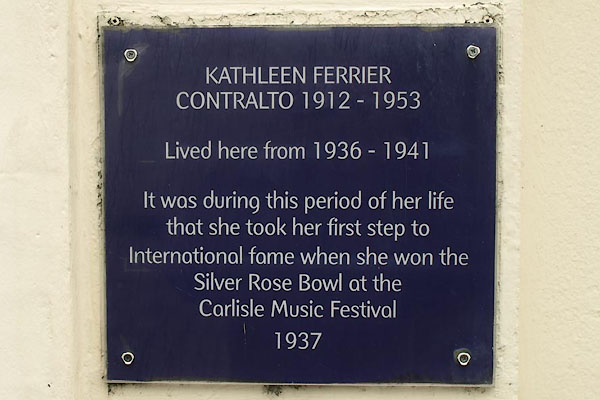 KATHLEEN FERRIER
CONTRALTO 1912 - 1953
Lived here from 1936 - 1941
It was during this period of her life
that she took her first step to
International fame when she won the
Silver Rose Bowl at the
Carlisle Music Festival
1937